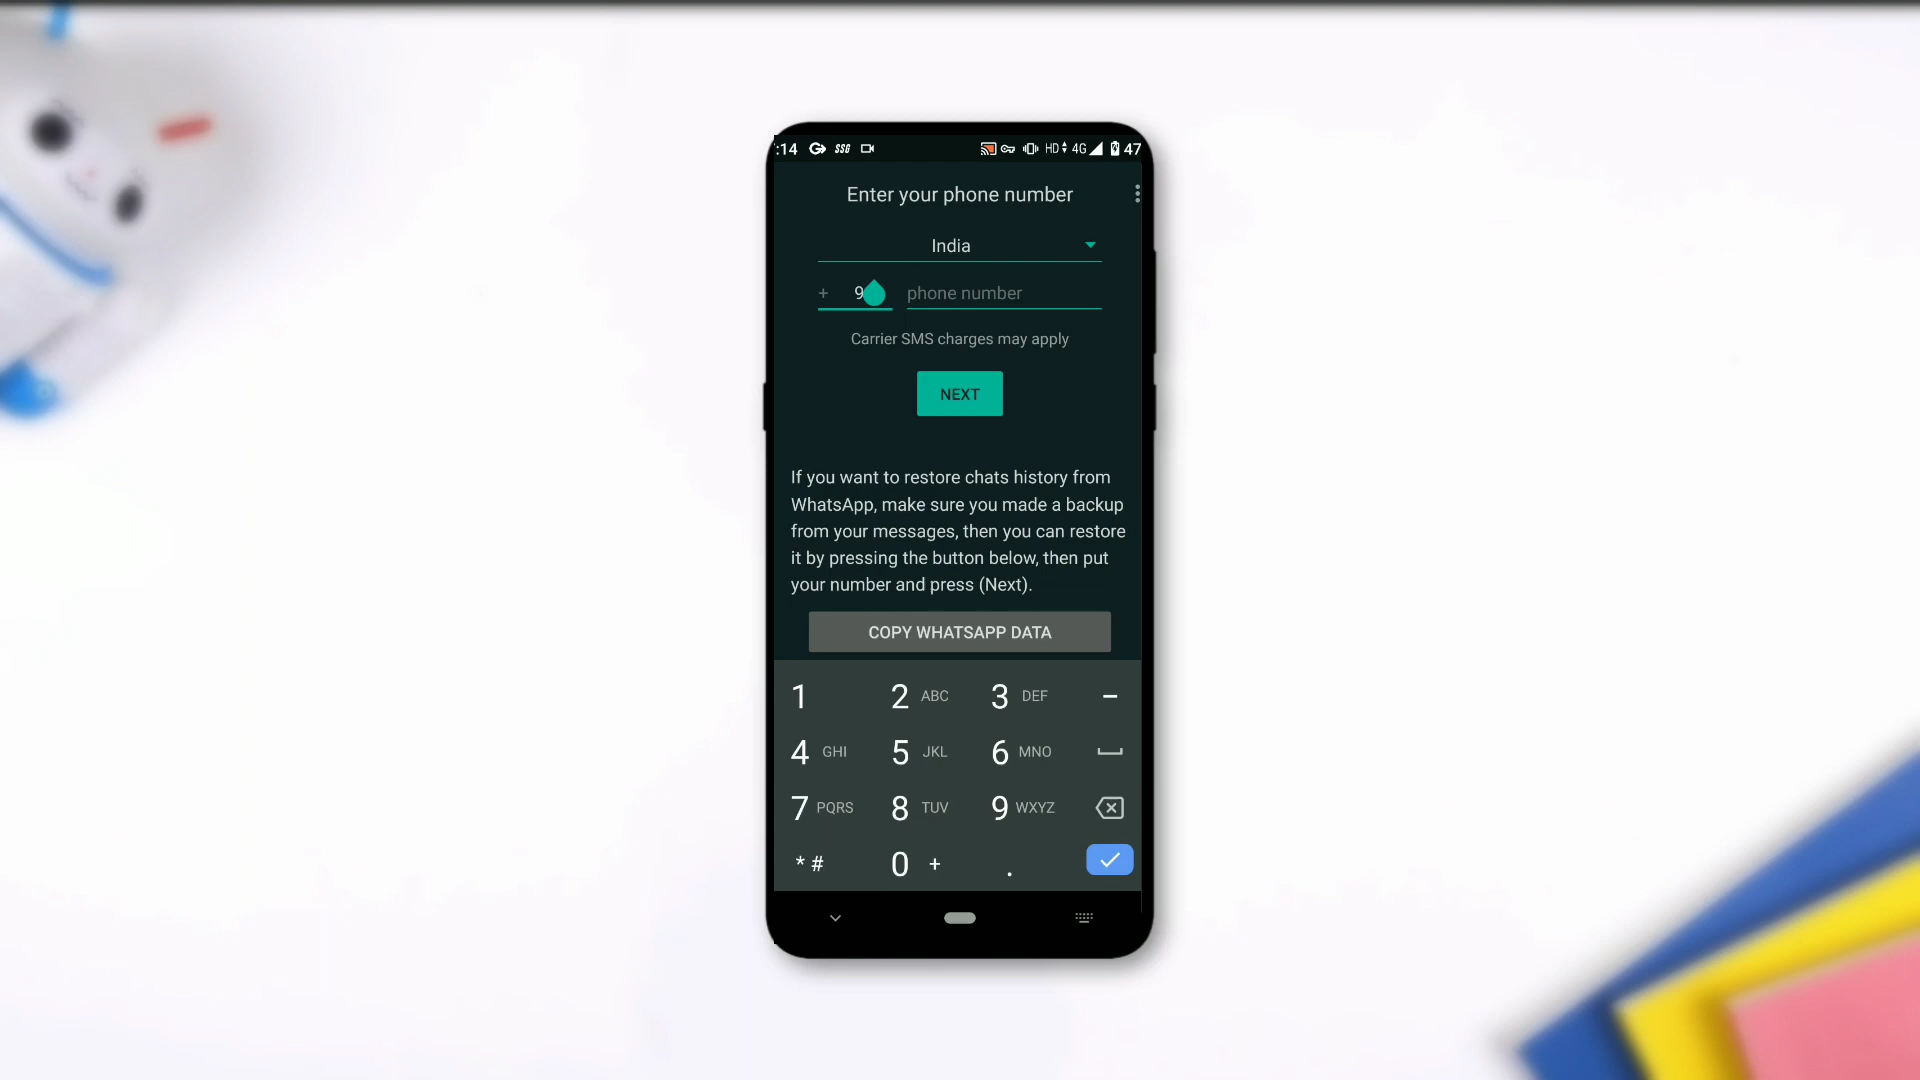 :14 SSG HD 4G 47
Enter your phone number
India
+ 9 phone number
Carrier SMS charges may apply
NEXT
If you want to restore chats history from
WhatsApp, make sure you made a backup
from your messages, then you can restore
it by pressing the button below, then put
your number and press (Next).
COPY WHATSAPP DATA
1 2 ABC 3 DEF –
4 GHI 5 JKL 6 MNO
7 PQRS 8 TUV 9 WXYZ
* # 0 + .